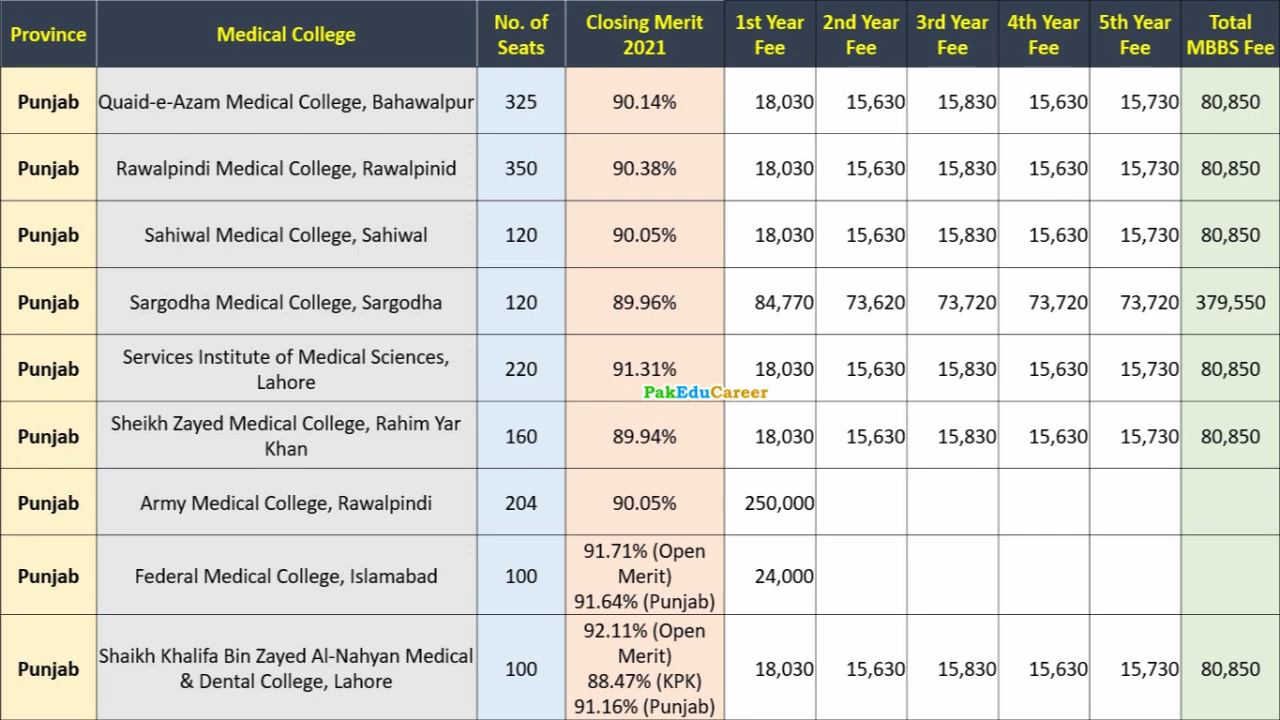 Province Medical College No. of Seats Closing Merit 2021 1st Year Fee 2nd Year Fee 3rd Year Fee 4th Year Fee 5th Year Fee Total MBBS Fee
Punjab Quaid-e-Azam Medical College, Bahawalpur 325 90.14% 18,030 15,630 15,830 15,630 15,730 80,850
Punjab Rawalpindi Medical College, Rawalpinid 350 90.38% 18,030 15,630 15,830 15,630 15,730 80,850
Punjab Sahiwal Medical College, Sahiwal 120 90.05% 18,030 15,630 15,830 15,630 15,730 80,850
Punjab Sargodha Medical College, Sargodha 120 89.96% 84,770 73,620 73,720 73,720 73,720 379,550
Punjab Services Institute of Medical Sciences, Lahore 220 91.31% 18,030 15,630 15,830 15,630 15,730 80,850
PakEduCareer
Punjab Sheikh Zayed Medical College, Rahim Yar Khan 160 89.94% 18,030 15,630 15,830 15,630 15,730 80,850
Punjab Army Medical College, Rawalpindi 204 90.05% 250,000
Punjab Federal Medical College, Islamabad 100 91.71% (Open Merit) 91.64% (Punjab) 24,000
Punjab Shaikh Khalifa Bin Zayed Al-Nahyan Medical & Dental College, Lahore 100 92.11% (Open Merit) 88.47% (KPK) 91.16% (Punjab) 18,030 15,630 15,830 15,630 15,730 80,850